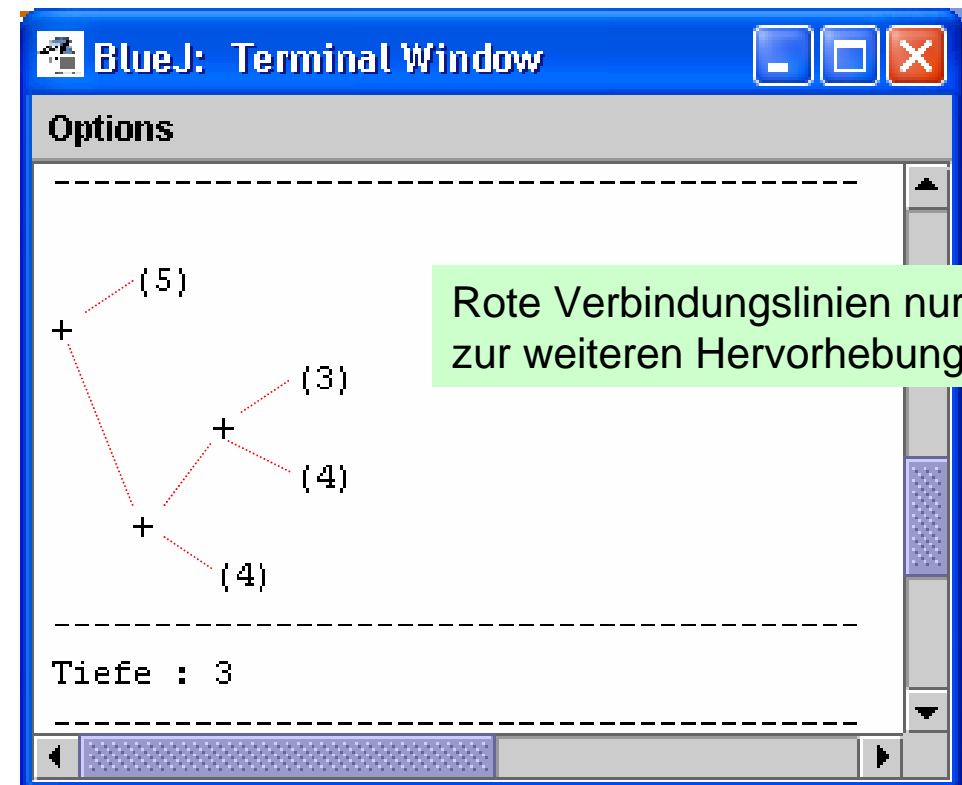 BlueJ: Terminal Window
Options
----------------------------------------
(5)
+
Rote Verbindungslinien nur
zur weiteren Hervorhebung
(3)
+
(4)
+
(4)
----------------------------------------
Tiefe : 3
----------------------------------------